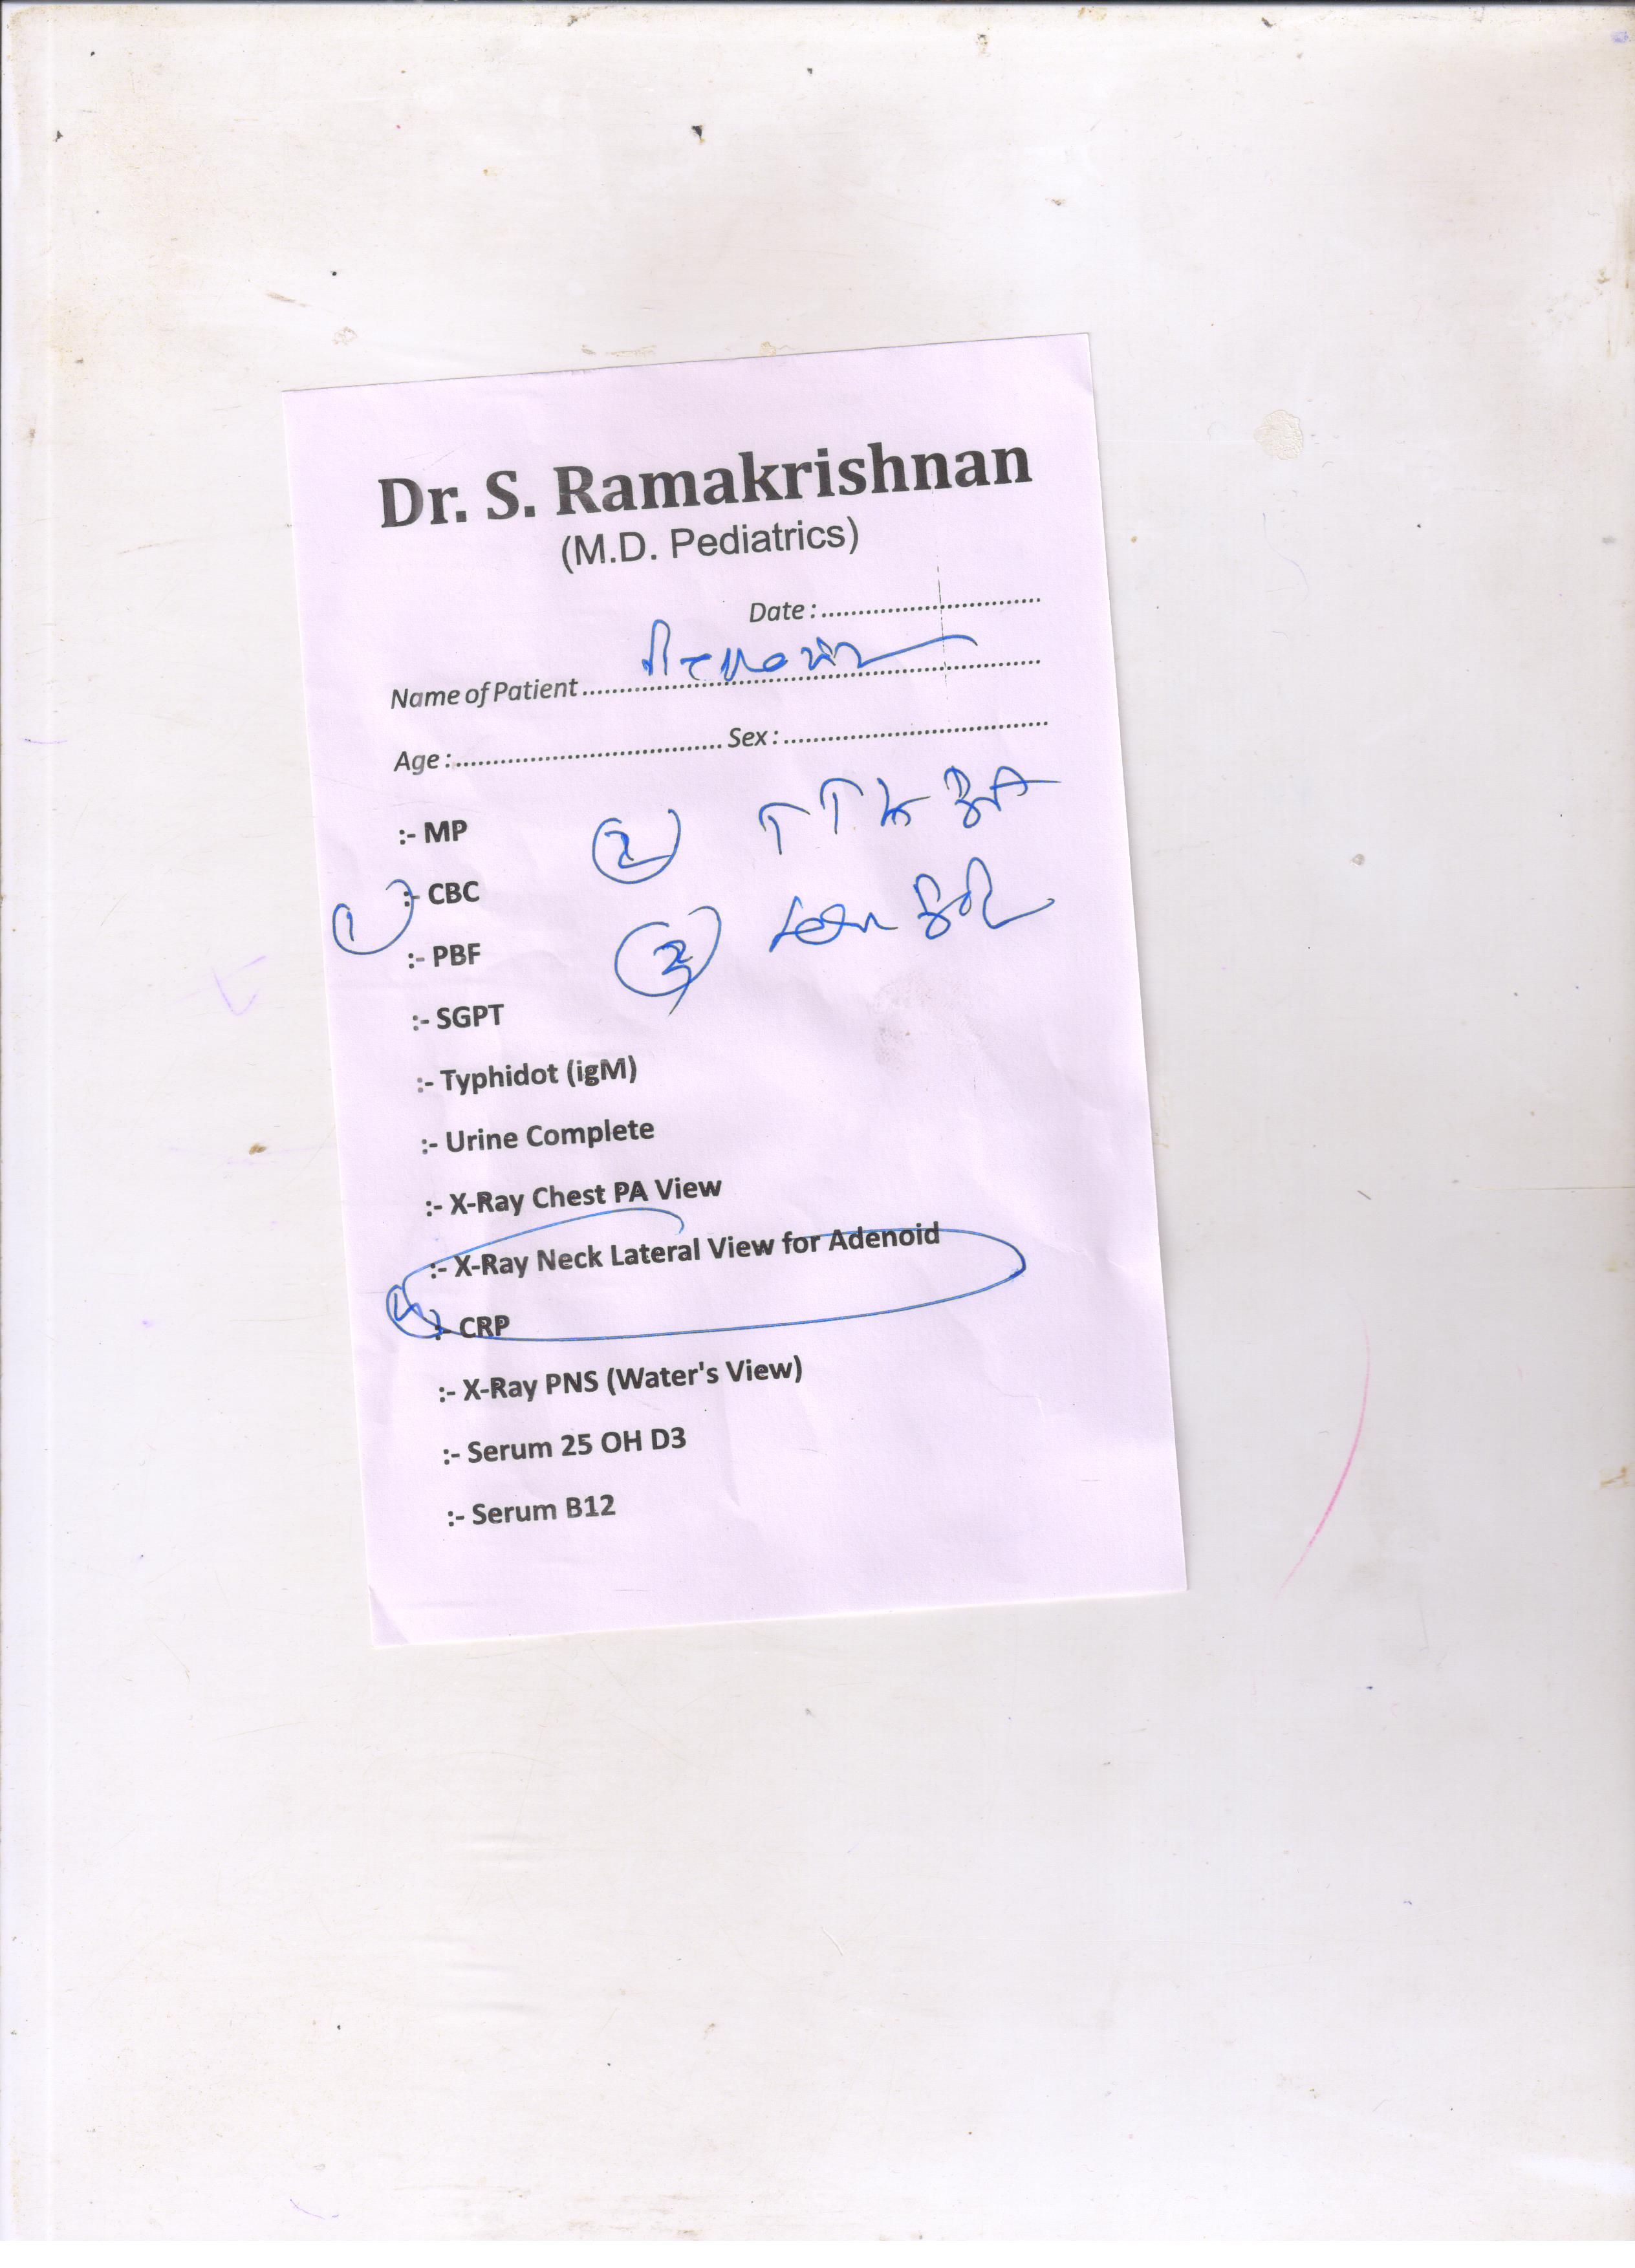 Dr. S. Ramakrishnan
(M.D. Pediatrics)
Date :
Name of Patient
Age : Sex :
:- MP
2
1 :- CBC
:- PBF
3
:- SGPT
:- Typhidot (igM)
:- Urine Complete
:- X-Ray Chest PA View
:- X-Ray Neck Lateral View for Adenoid
4 :- CRP
:- X-Ray PNS (Water's View)
:- Serum 25 OH D3
:- Serum B12